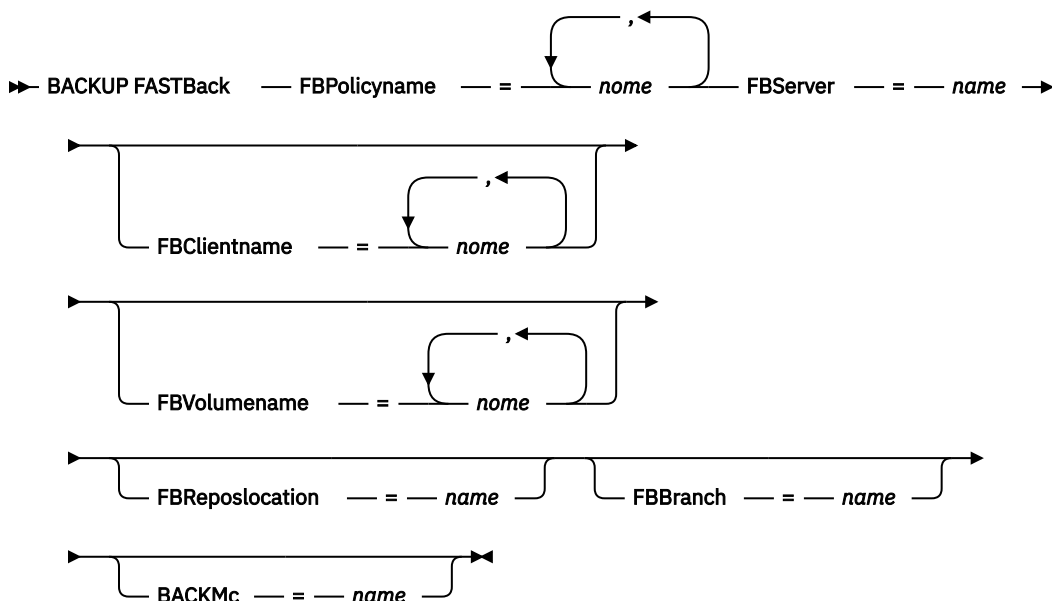 ,
BACKUP FASTBack FBPolicyname = nome FBServer = name
,
FBClientname = nome
,
FBVolumename = nome
FBReposlocation = name FBBranch = name
BACKMc = name